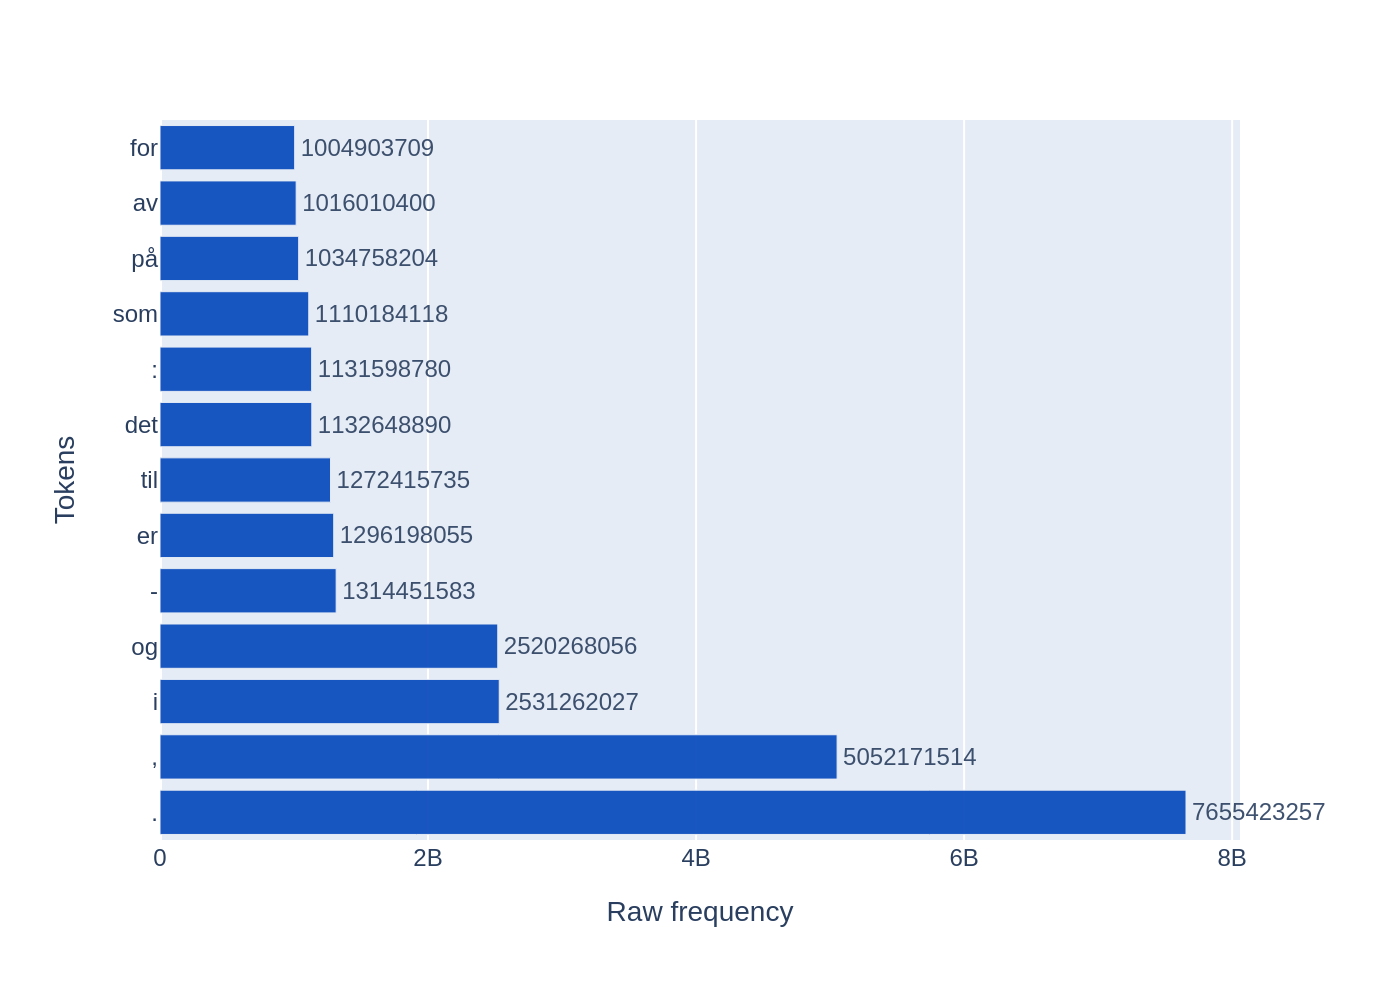 for 1004903709
av 1016010400
på 1034758204
som 1110184118
: 1131598780
det 1132648890
til 1272415735
er 1296198055
- 1314451583
og 2520268056
i 2531262027
, 5052171514
. 7655423257
0 2B 4B 6B 8B
Raw frequency
Tokens